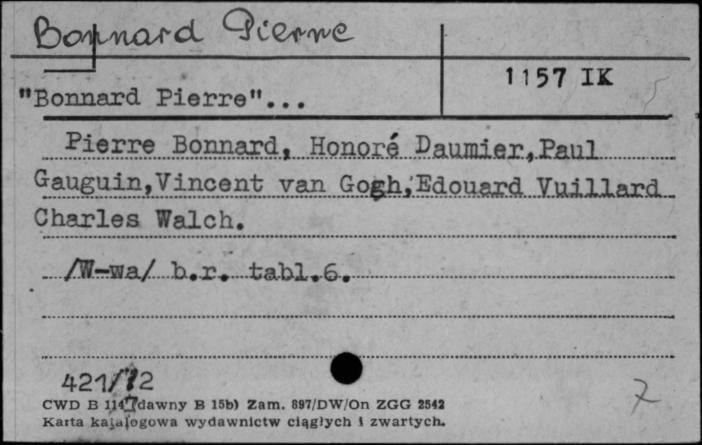 Bonnard Pierre
1157 IK
"Bonnard Pierre"...
Pierre Bonnard, Honoré Daumier,Paul
Gauguin,Vincent van Gogh,Edouard Vuillard
Charles Walch.
/W-wa/ b.r. tabl.6.
421/72
7
CWD B 114 (dawny B 15b) Zam. 897/DW/On ZGG 2542
Karta katalogowa wydawnictw ciągłych i zwartych.